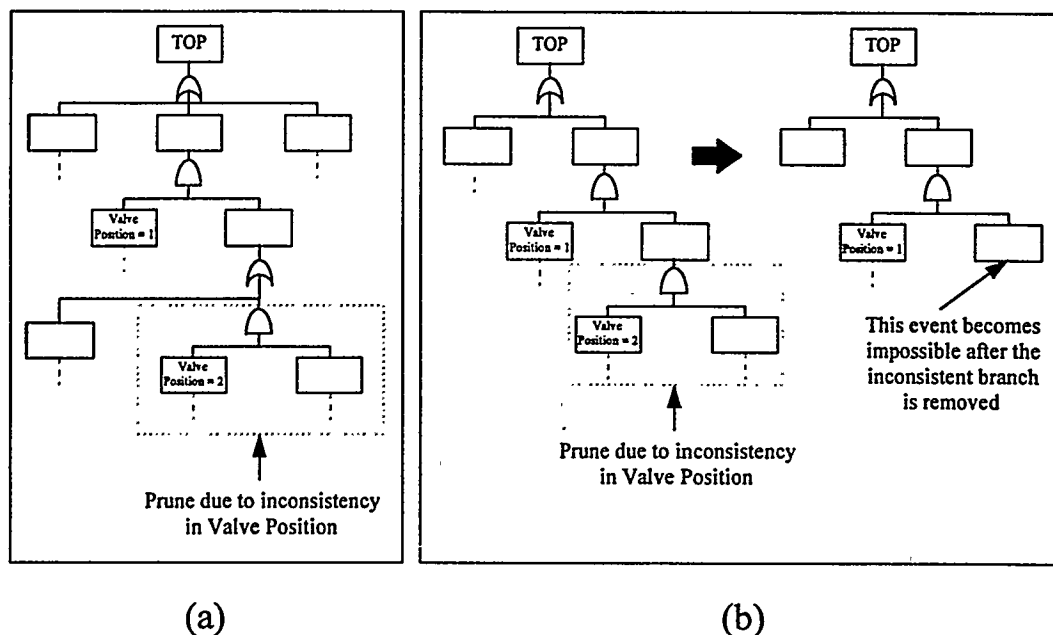 TOP
Valve
Position = 1
Valve
Position = 2
Prune due to inconsistency
in Valve Position
(a)
TOP
Valve
Position = 1
Valve
Position = 2
Prune due to inconsistency
in Valve Position
TOP
Valve
Position = 1
This event becomes
impossible after the
inconsistent branch
is removed
(b)